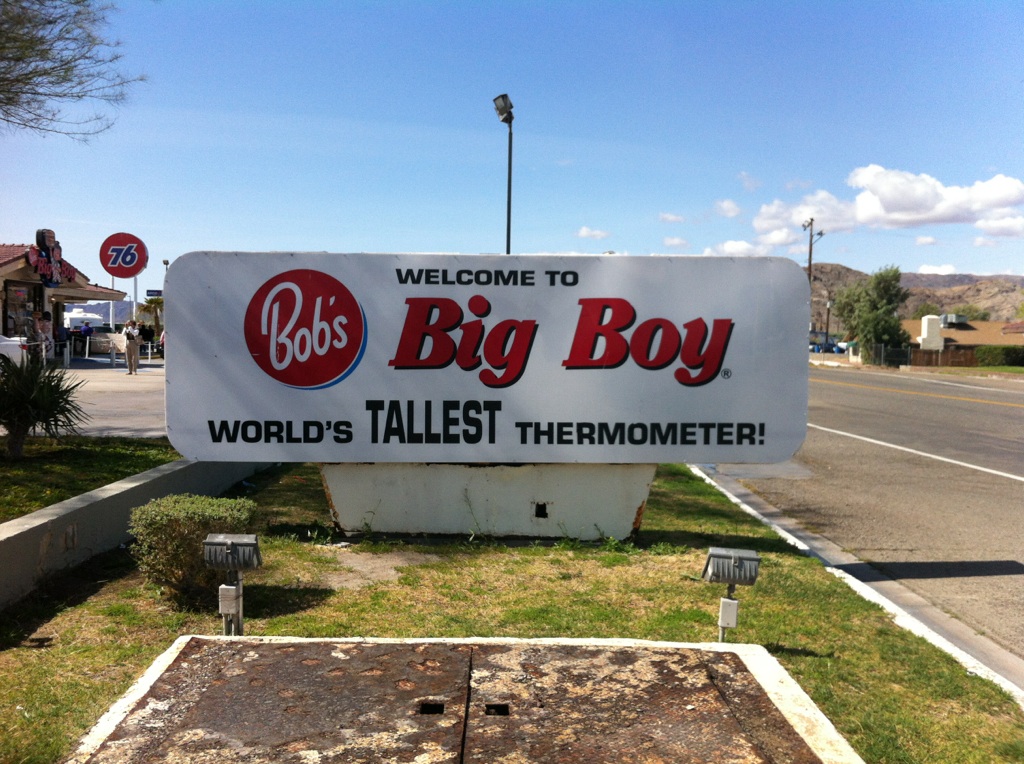 76
WELCOME TO
Bob's Big Boy®
WORLD'S TALLEST THERMOMETER!